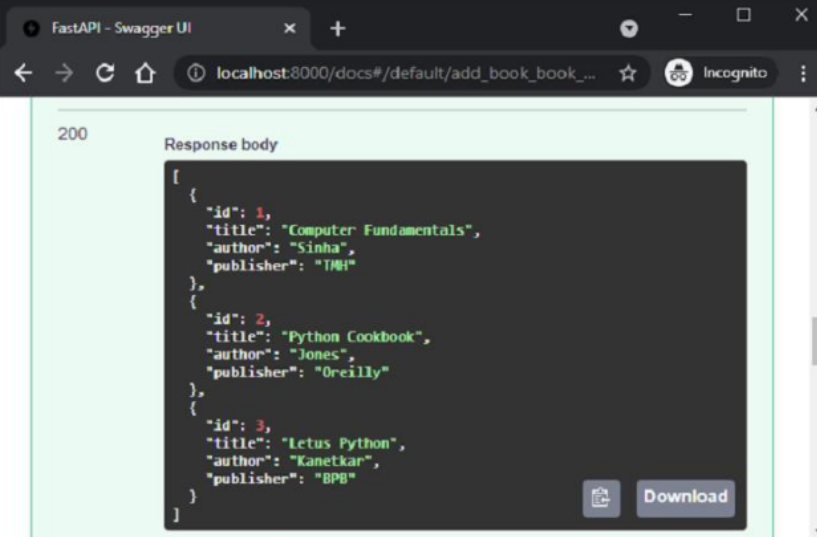 FastAPI - Swagger UI
localhost:8000/docs#/default/add_book_book_... Incognito
200
Response body
[
{
"id": 1,
"title": "Computer Fundamentals",
"author": "Sinha",
"publisher": "TMH"
},
{
"id": 2,
"title": "Python Cookbook",
"author": "Jones",
"publisher": "Oreilly"
},
{
"id": 3,
"title": "Letus Python",
"author": "Kanetkar",
"publisher": "BPB"
}
]
Download